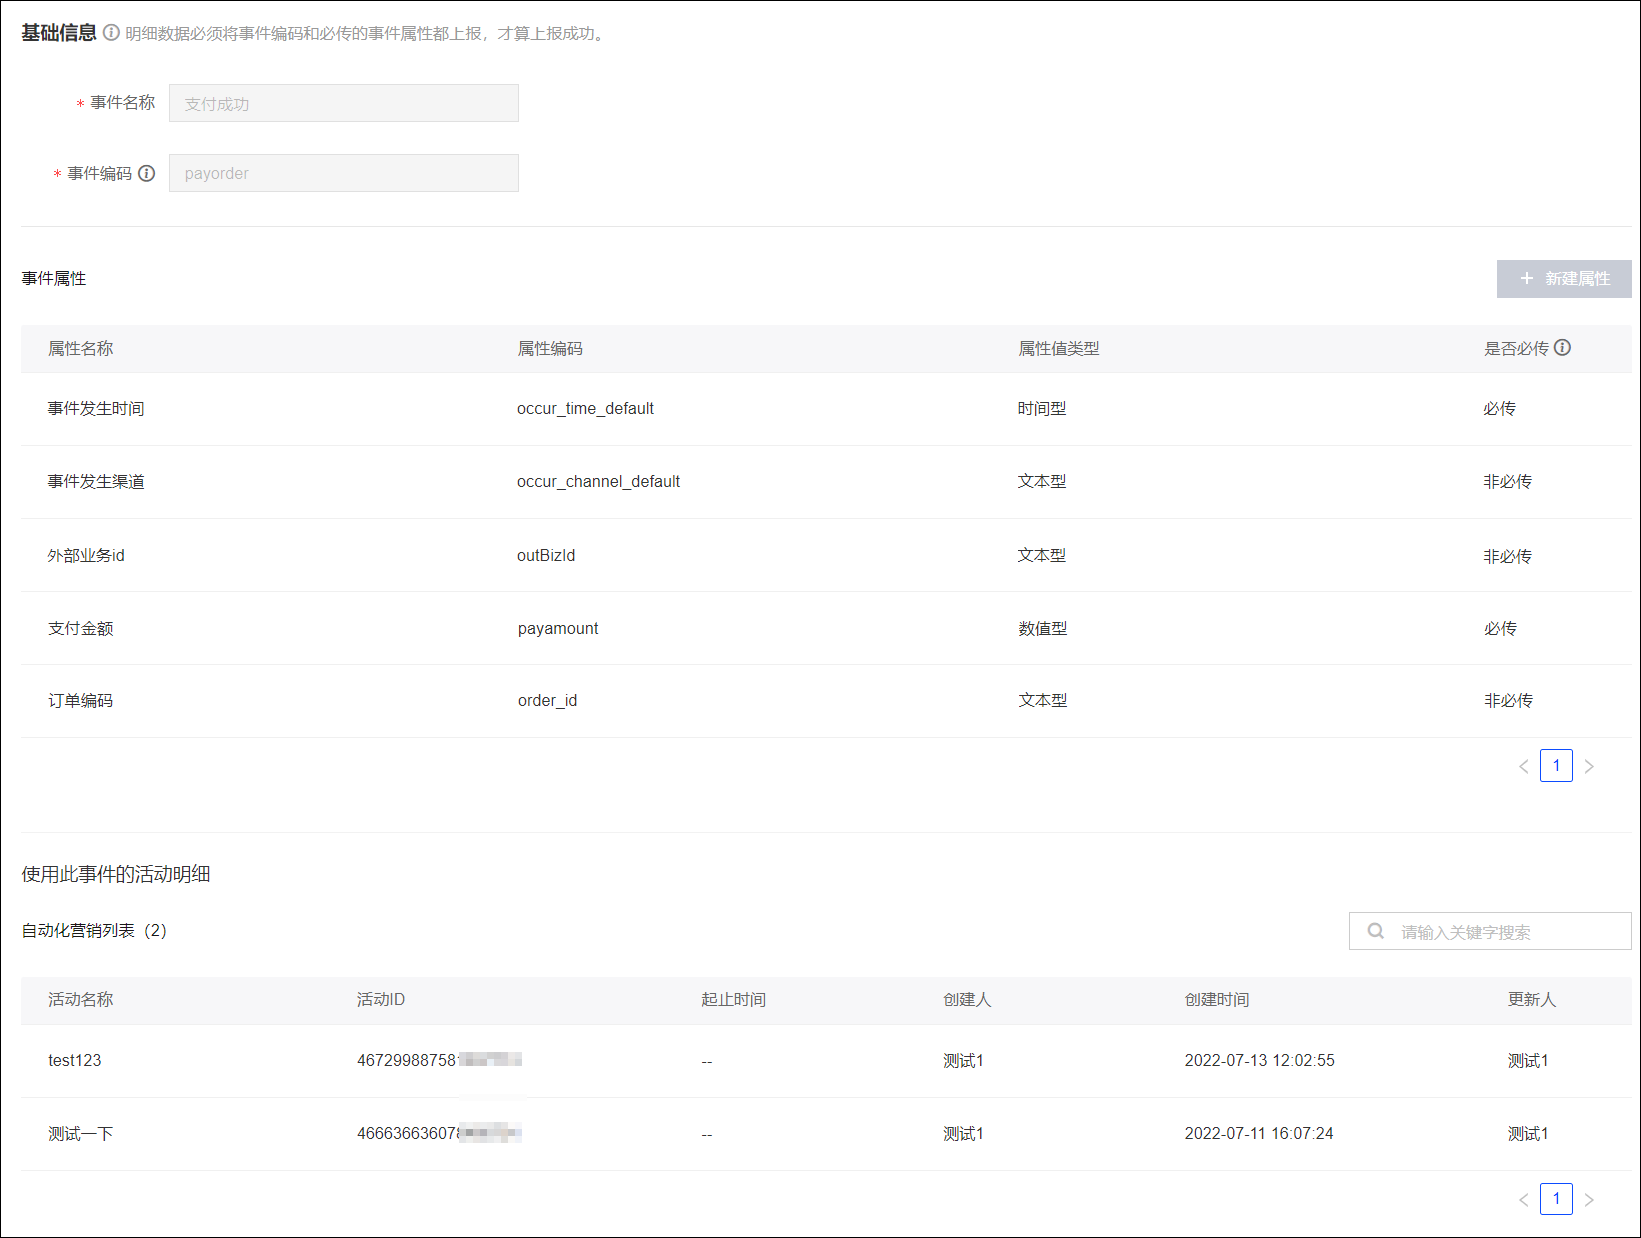 基础信息 明细数据必须将事件编码和必传的事件属性都上报，才算上报成功。
* 事件名称 支付成功
* 事件编码 payorder
事件属性 + 新建属性
属性名称 属性编码 属性值类型 是否必传
事件发生时间 occur_time_default 时间型 必传
事件发生渠道 occur_channel_default 文本型 非必传
外部业务id outBizId 文本型 非必传
支付金额 payamount 数值型 必传
订单编码 order_id 文本型 非必传
< 1 >
使用此事件的活动明细
自动化营销列表（2） 请输入关键字搜索
活动名称 活动ID 起止时间 创建人 创建时间 更新人
test123 46729988758 -- 测试1 2022-07-13 12:02:55 测试1
测试一下 4666366360 -- 测试1 2022-07-11 16:07:24 测试1
< 1 >